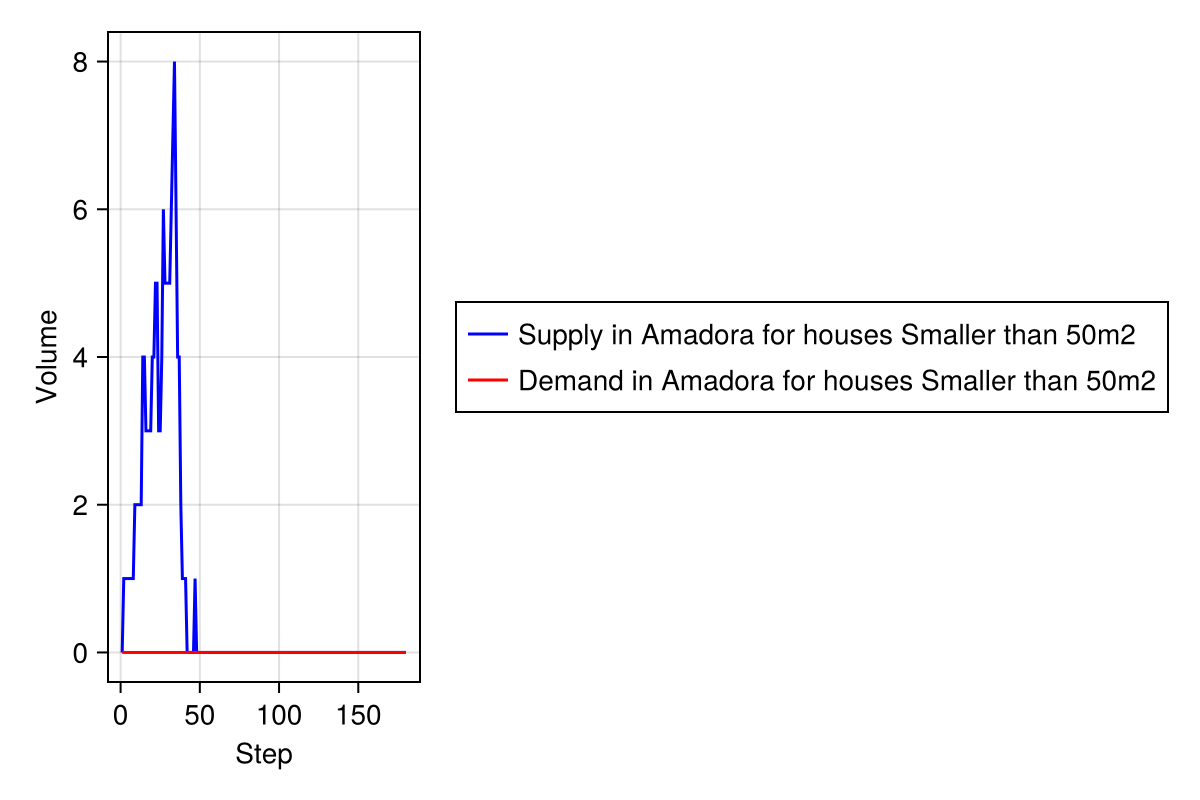 8
6
4
2
0
Volume
0 50 100 150
Step
Supply in Amadora for houses Smaller than 50m2
Demand in Amadora for houses Smaller than 50m2